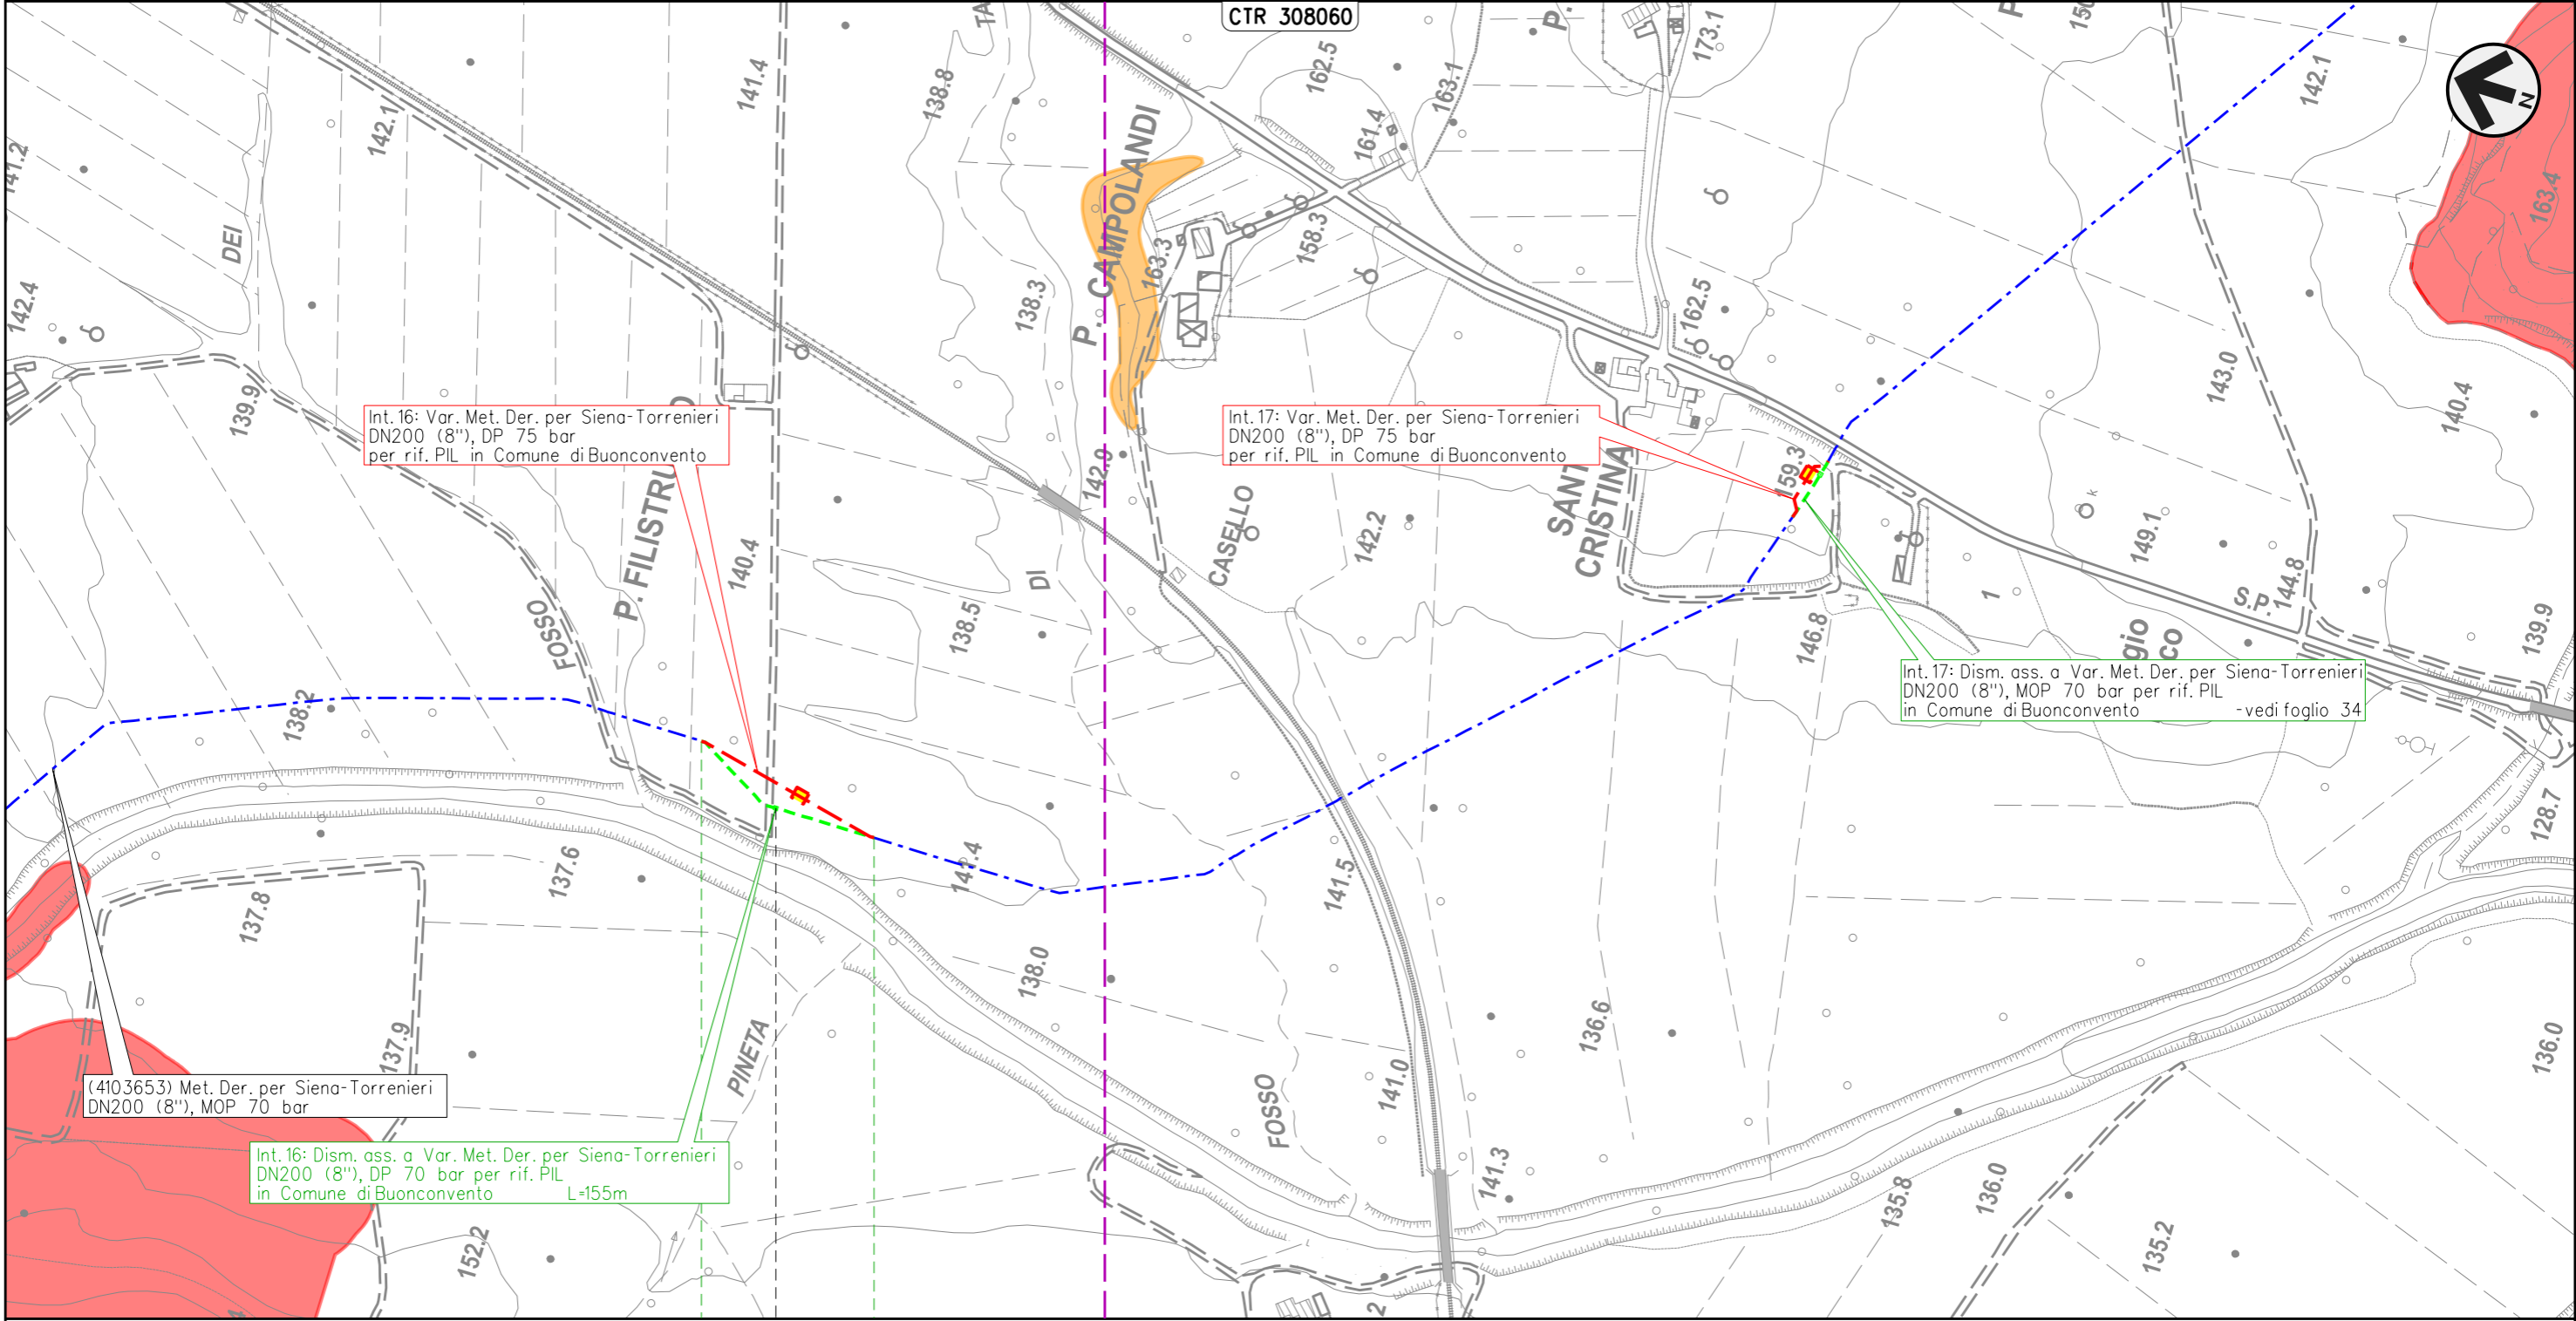 CTR 308060
N
141.2
142.4
DEI
142.1
141.4
138.8
162.5
163.1
173.1
142.1
163.4
161.4
P. CAMPOLANDI
163.3
158.3
138.3
162.5
143.0
140.4
139.9
Int.16: Var. Met. Der. per Siena-Torrenieri
DN200 (8"), DP 75 bar
per rif. PIL in Comune di Buonconvento
Int.17: Var. Met. Der. per Siena-Torrenieri
DN200 (8"), DP 75 bar
per rif. PIL in Comune di Buonconvento
142.9
159.3
CASELLO
142.2
SANT
CRISTINA
k
149.1
144.8
S.P.
1
140.4
P. FILISTRU
FOSSO
138.5
DI
146.8
139.9
gio
co
Int.17: Dism. ass. a Var. Met. Der. per Siena-Torrenieri
DN200 (8"), MOP 70 bar per rif. PIL
in Comune di Buonconvento -vedi foglio 34
138.2
137.6
137.8
141.4
141.5
128.7
138.0
136.6
136.0
137.9
PINETA
FOSSO
141.0
(4103653) Met. Der. per Siena-Torrenieri
DN200 (8"), MOP 70 bar
Int.16: Dism. ass. a Var. Met. Der. per Siena-Torrenieri
DN200 (8"), DP 70 bar per rif. PIL
in Comune di Buonconvento L=155m
141.3
135.8
136.0
135.2
152.2
2